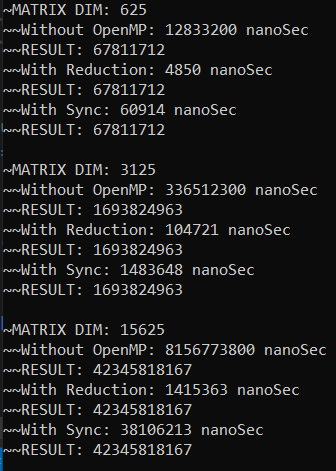 ~MATRIX DIM: 625
~~Without OpenMP: 12833200 nanoSec
~~RESULT: 67811712
~~With Reduction: 4850 nanoSec
~~RESULT: 67811712
~~With Sync: 60914 nanoSec
~~RESULT: 67811712
~MATRIX DIM: 3125
~~Without OpenMP: 336512300 nanoSec
~~RESULT: 1693824963
~~With Reduction: 104721 nanoSec
~~RESULT: 1693824963
~~With Sync: 1483648 nanoSec
~~RESULT: 1693824963
~MATRIX DIM: 15625
~~Without OpenMP: 8156773800 nanoSec
~~RESULT: 42345818167
~~With Reduction: 1415363 nanoSec
~~RESULT: 42345818167
~~With Sync: 38106213 nanoSec
~~RESULT: 42345818167